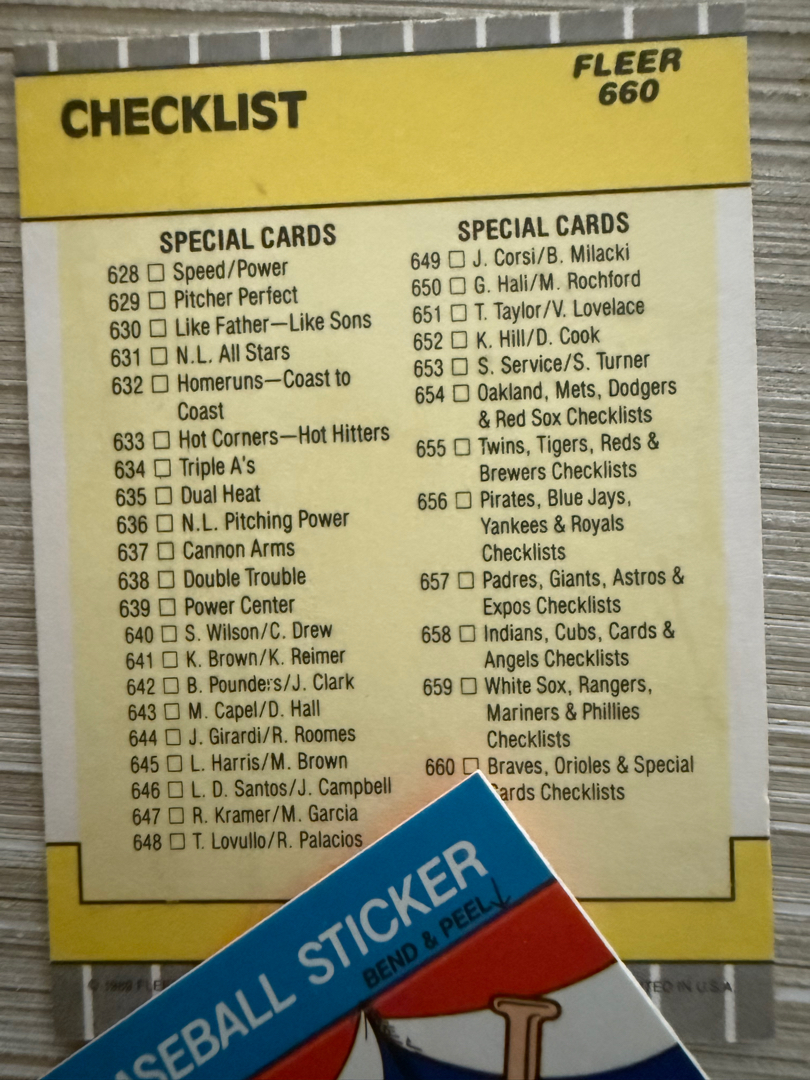 FLEER
660
CHECKLIST
SPECIAL CARDS
628 Speed/Power
629 Pitcher Perfect
630 Like Father—Like Sons
631 N.L. All Stars
632 Homeruns—Coast to
Coast
633 Hot Corners—Hot Hitters
634 Triple A's
635 Dual Heat
636 N.L. Pitching Power
637 Cannon Arms
638 Double Trouble
639 Power Center
640 S. Wilson/C. Drew
641 K. Brown/K. Reimer
642 B. Pounders/J. Clark
643 M. Capel/D. Hall
644 J. Girardi/R. Roomes
645 L. Harris/M. Brown
646 L. D. Santos/J. Campbell
647 R. Kramer/M. Garcia
648 T. Lovullo/R. Palacios
SPECIAL CARDS
649 J. Corsi/B. Milacki
650 G. Hall/M. Rochford
651 T. Taylor/V. Lovelace
652 K. Hill/D. Cook
653 S. Service/S. Turner
654 Oakland, Mets, Dodgers
& Red Sox Checklists
655 Twins, Tigers, Reds &
Brewers Checklists
656 Pirates, Blue Jays,
Yankees & Royals
Checklists
657 Padres, Giants, Astros &
Expos Checklists
658 Indians, Cubs, Cards &
Angels Checklists
659 White Sox, Rangers,
Mariners & Phillies
Checklists
660 Braves, Orioles & Special
Cards Checklists
© 1989 FLE
TED IN U.S.A.
ASEBALL STICKER
BEND & PEEL